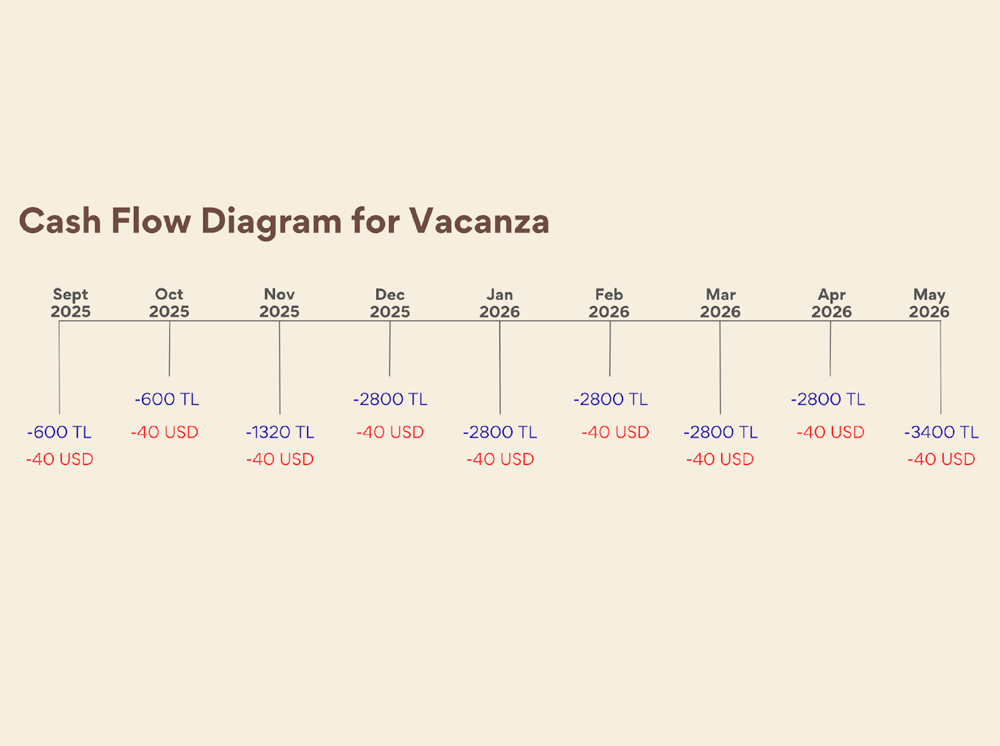 Cash Flow Diagram for Vacanza
Sept
2025
Oct
2025
Nov
2025
Dec
2025
Jan
2026
Feb
2026
Mar
2026
Apr
2026
May
2026
-600 TL
-40 USD
-600 TL
-40 USD
-1320 TL
-40 USD
-2800 TL
-40 USD
-2800 TL
-40 USD
-2800 TL
-40 USD
-2800 TL
-40 USD
-2800 TL
-40 USD
-3400 TL
-40 USD